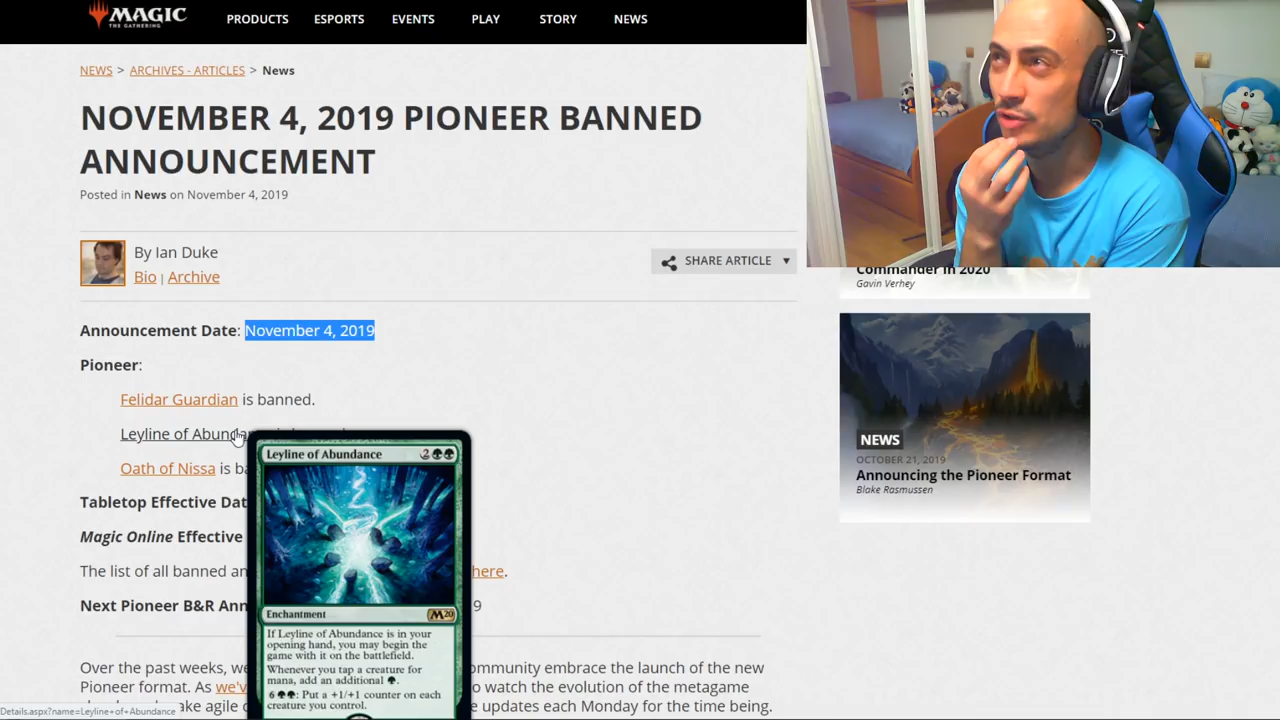 MAGIC
THE GATHERING
PRODUCTS ESPORTS EVENTS PLAY STORY NEWS
NEWS > ARCHIVES - ARTICLES > News
NOVEMBER 4, 2019 PIONEER BANNED
ANNOUNCEMENT
Posted in News on November 4, 2019
By Ian Duke
Bio | Archive
SHARE ARTICLE
Announcement Date: November 4, 2019
Pioneer:
Felidar Guardian is banned.
Leyline of Abun
Oath of Nissa is ba
Tabletop Effective Dat
Magic Online Effective
The list of all banned an
here.
Next Pioneer B&R Ann
9
Over the past weeks, we
ommunity embrace the launch of the new
Pioneer format. As we'v
o watch the evolution of the metagame
ake agile
e updates each Monday for the time being.
Leyline of Abundance 2
Enchantment M20
If Leyline of Abundance is in your
opening hand, you may begin the
game with it on the battlefield.
Whenever you tap a creature for
mana, add an additional
6 : Put a +1/+1 counter on each
creature you control.
Commander in 2020
Gavin Verhey
NEWS
OCTOBER 21, 2019
Announcing the Pioneer Format
Blake Rasmussen
Details.aspx?name=Leyline+of+Abundance